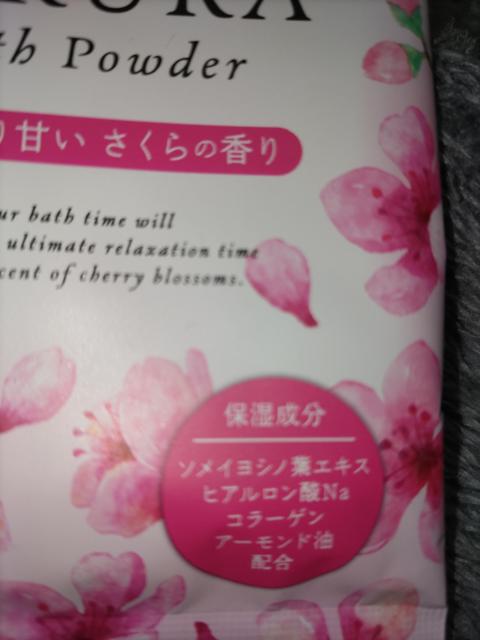 KURA
th Powder
り甘い さくらの香り
ur bath time will
ultimate relaxation time
cent of cherry blossoms.
保湿成分
ソメイヨシノ葉エキス
ヒアルロン酸Na
コラーゲン
アーモンド油
配合